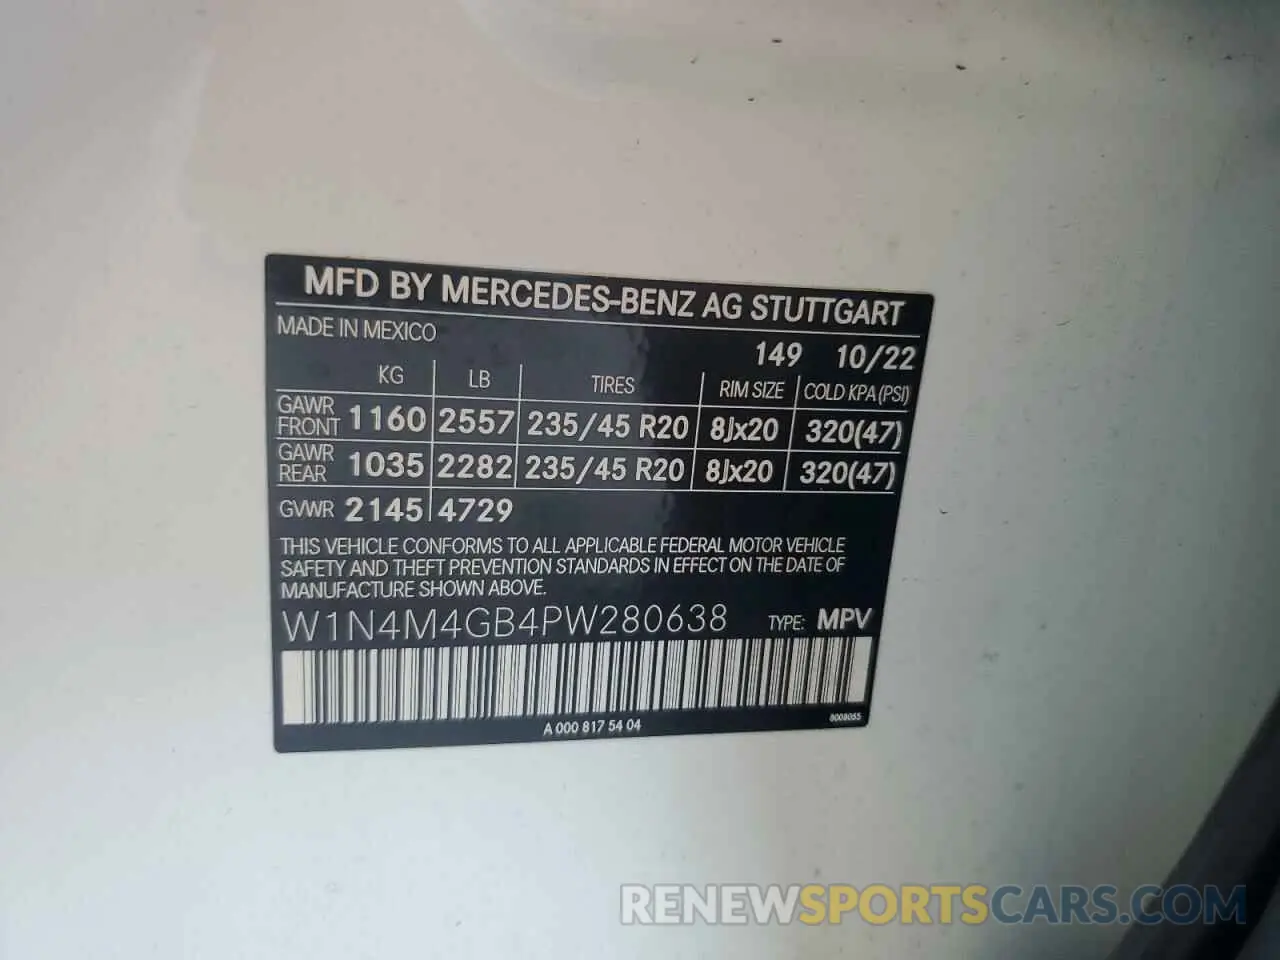 MFD BY MERCEDES-BENZ AG STUTTGART
MADE IN MEXICO
149 10/22
KG LB TIRES RIM SIZE COLD KPA (PSI)
GAWR FRONT 1160 2557 235/45 R20 8Jx20 320(47)
GAWR REAR 1035 2282 235/45 R20 8Jx20 320(47)
GVWR 2145 4729
THIS VEHICLE CONFORMS TO ALL APPLICABLE FEDERAL MOTOR VEHICLE
SAFETY AND THEFT PREVENTION STANDARDS IN EFFECT ON THE DATE OF
MANUFACTURE SHOWN ABOVE.
W1N4M4GB4PW280638 TYPE: MPV
A 000 817 54 04 8008055
RENEWSPORTSCARS.COM